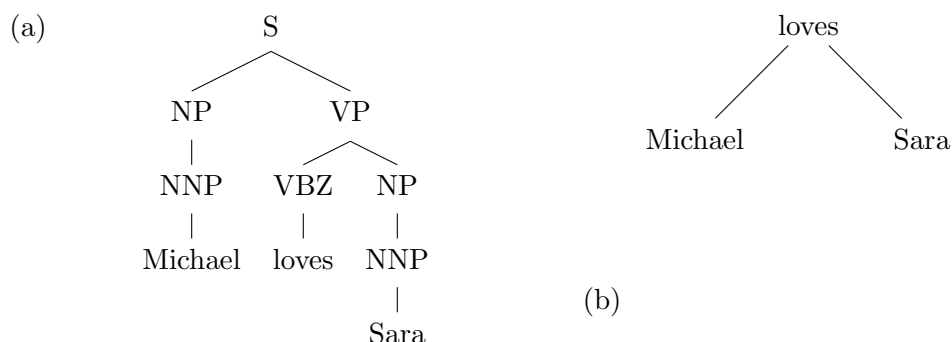 (a)
S
NP VP
NNP VBZ NP
Michael loves NNP
Sara
loves
Michael Sara
(b)